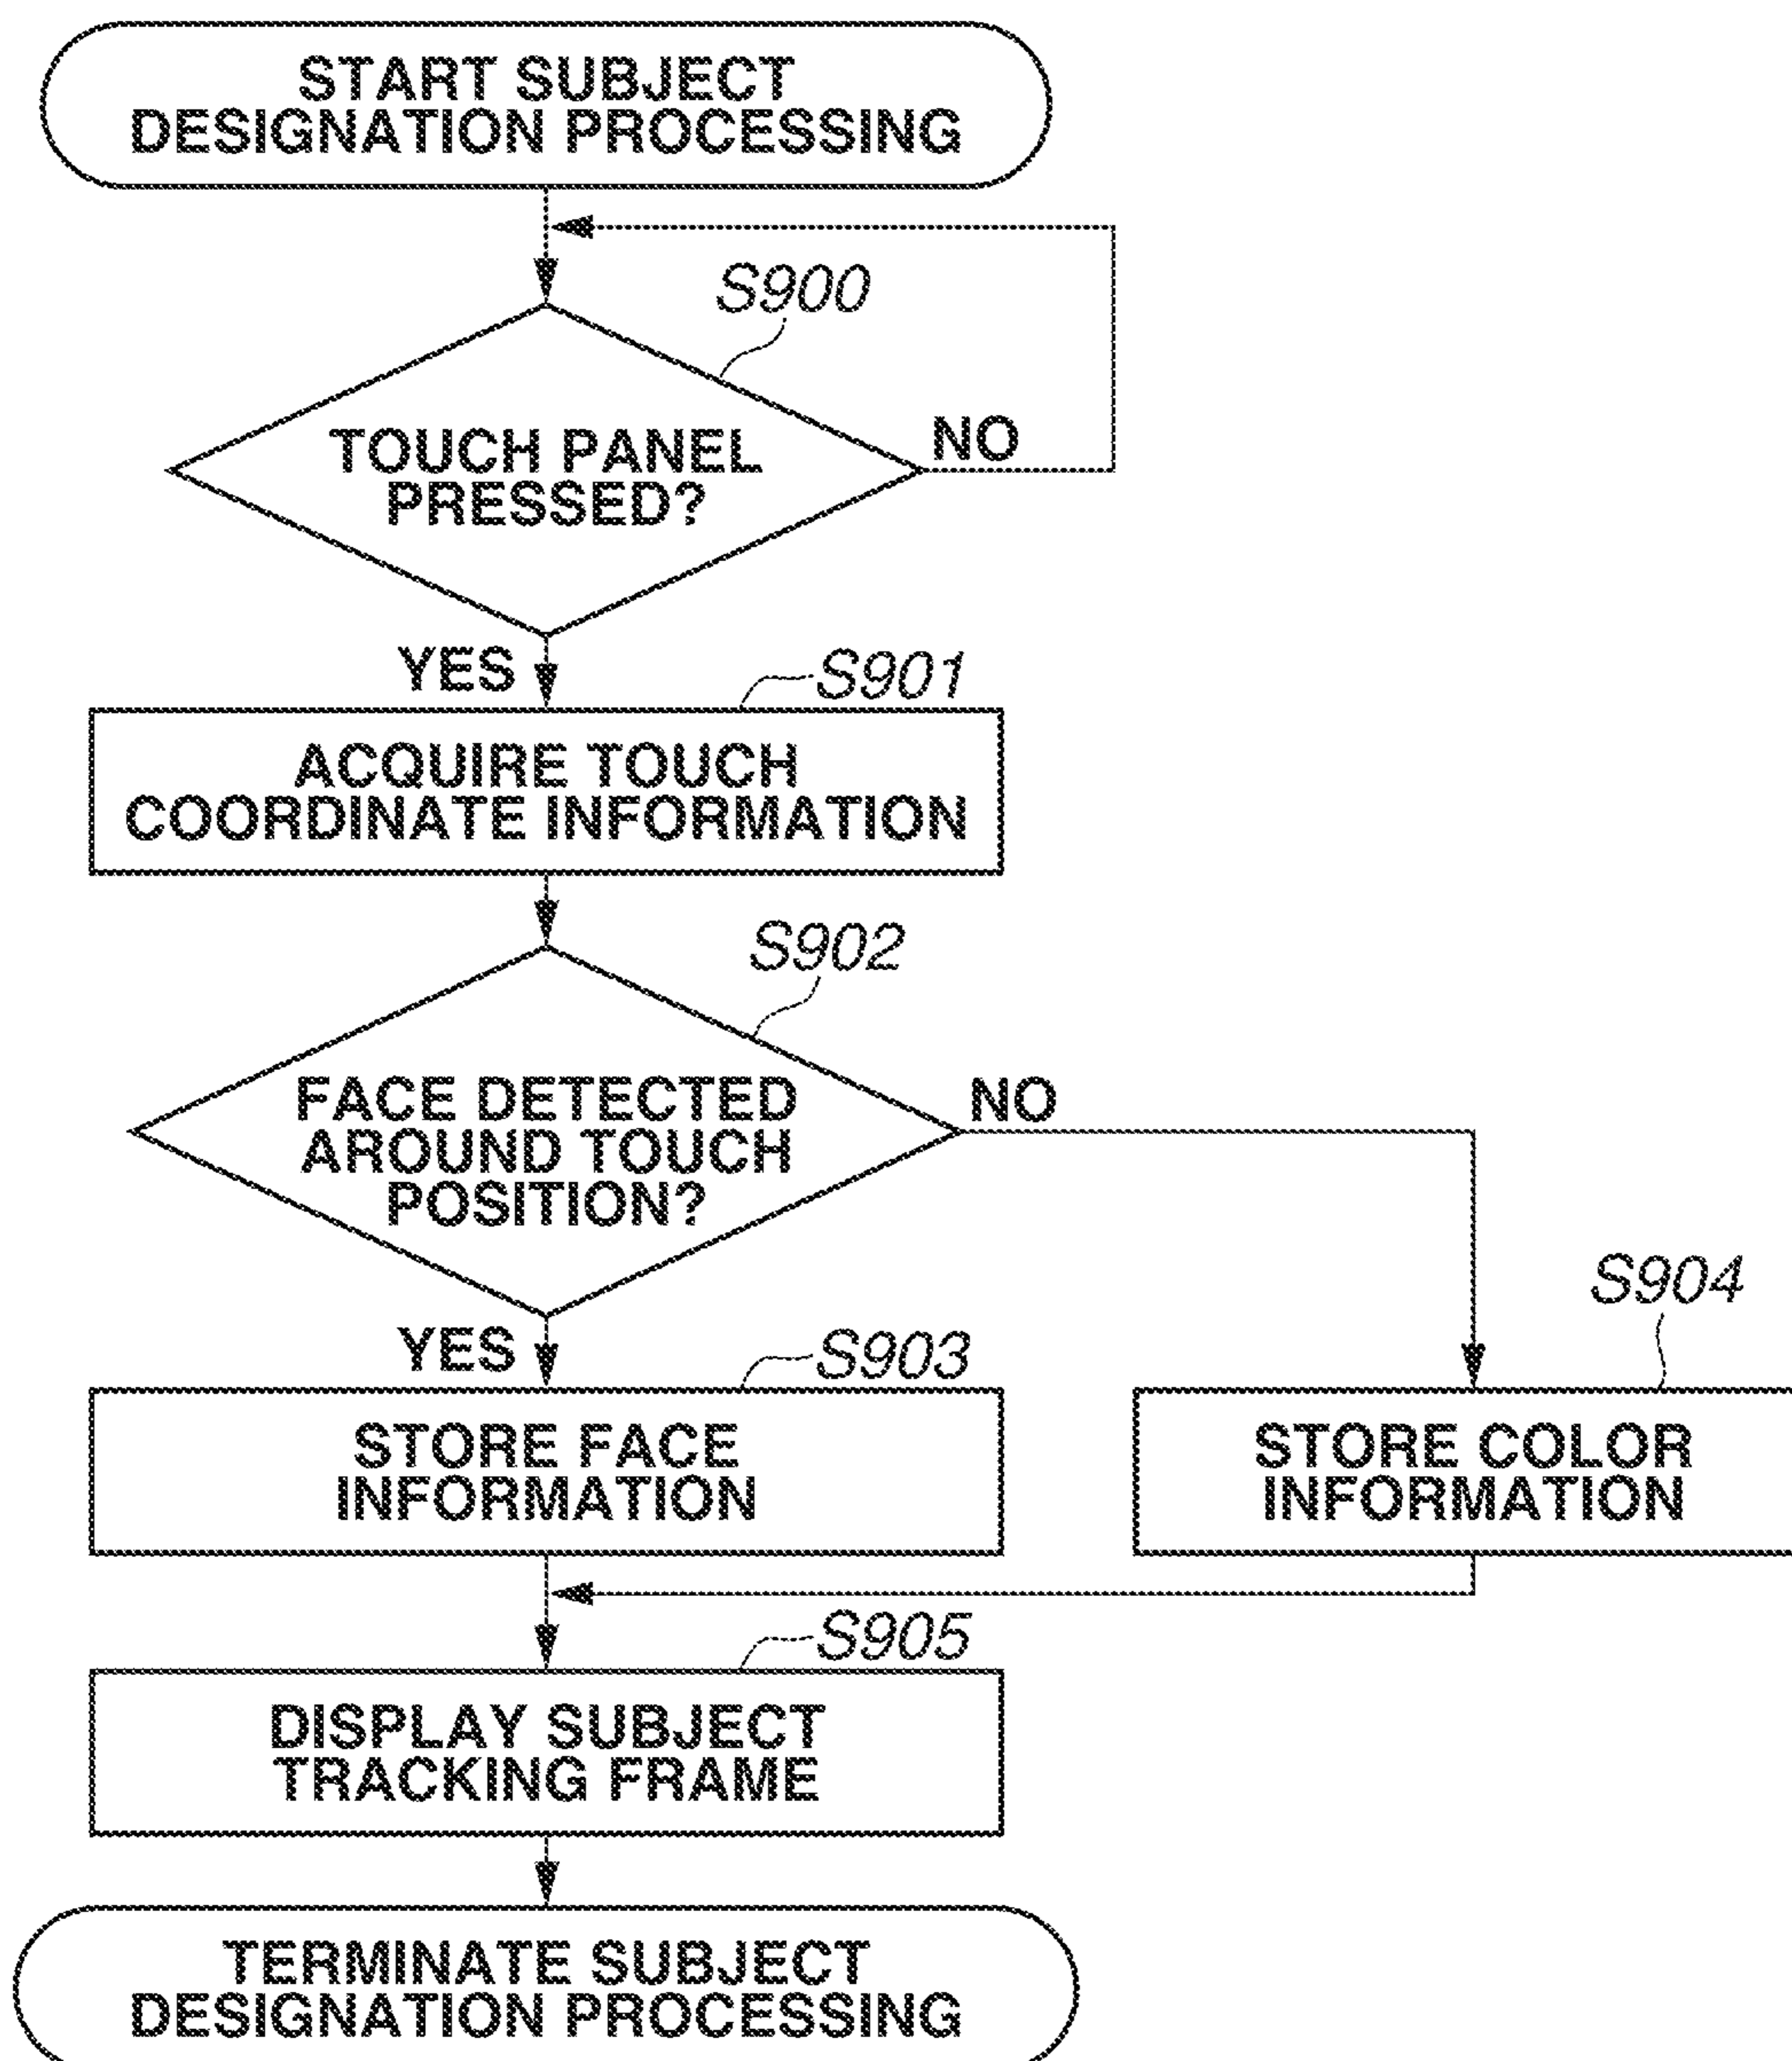 START SUBJECT
DESIGNATION PROCESSING
S900
TOUCH PANEL
PRESSED?
NO
YES
S901
ACQUIRE TOUCH
COORDINATE INFORMATION
S902
FACE DETECTED
AROUND TOUCH
POSITION?
NO
YES
S903
STORE FACE
INFORMATION
S904
STORE COLOR
INFORMATION
S905
DISPLAY SUBJECT
TRACKING FRAME
TERMINATE SUBJECT
DESIGNATION PROCESSING